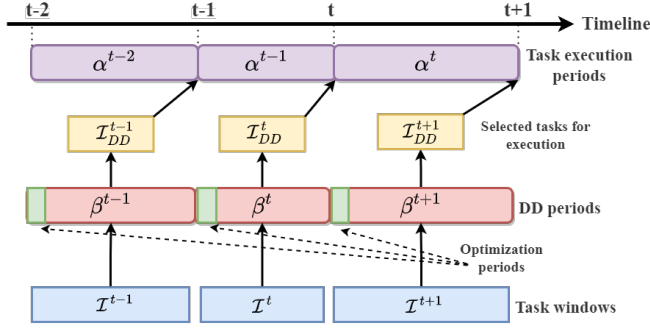 t-2 t-1 t t+1
Timeline
α^{t-2} α^{t-1} α^{t}
Task execution
periods
𝓘_{DD}^{t-1} 𝓘_{DD}^{t} 𝓘_{DD}^{t+1}
Selected tasks for
execution
β^{t-1} β^{t} β^{t+1}
DD periods
Optimization
periods
𝓘^{t-1} 𝓘^{t} 𝓘^{t+1}
Task windows